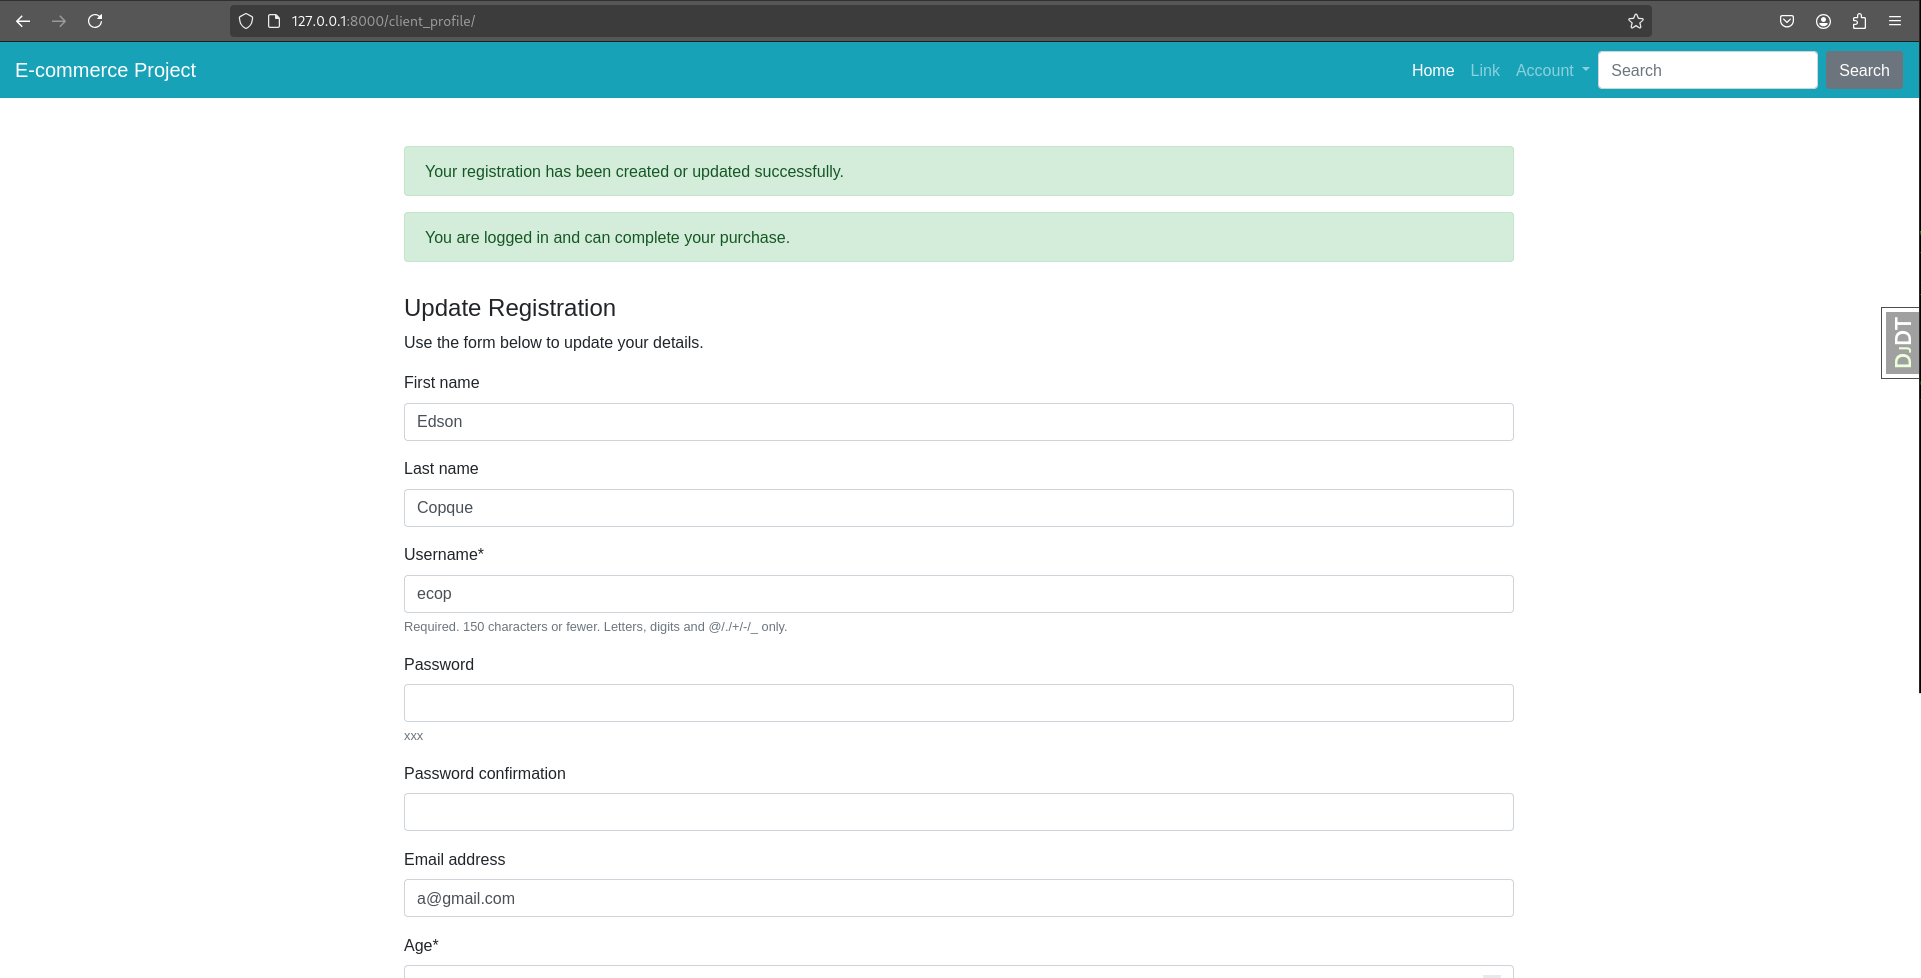 127.0.0.1:8000/client_profile/
E-commerce Project
Home Link Account Search Search
Your registration has been created or updated successfully.
You are logged in and can complete your purchase.
DJDT
Update Registration
Use the form below to update your details.
First name
Edson
Last name
Copque
Username*
ecop
Required. 150 characters or fewer. Letters, digits and @/./+/-/_ only.
Password
xxx
Password confirmation
Email address
a@gmail.com
Age*